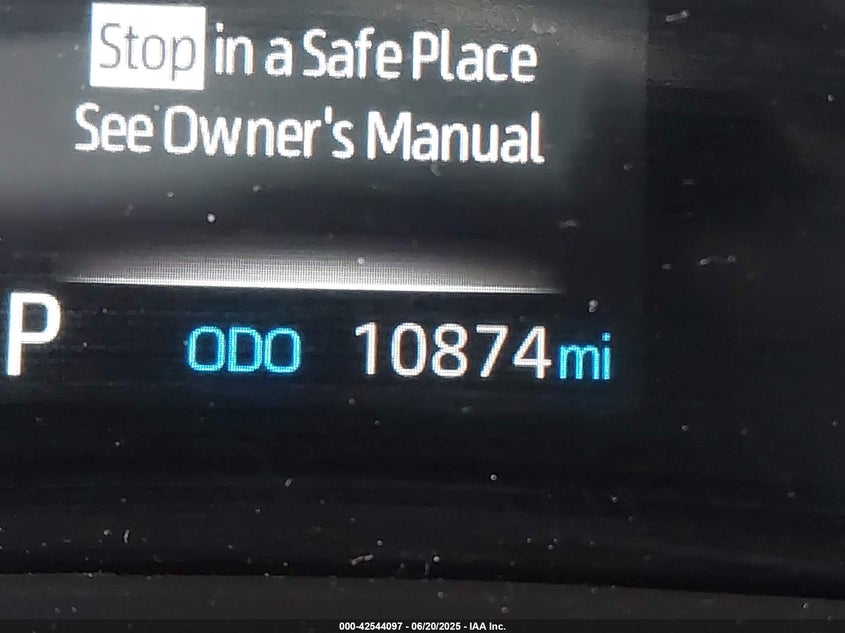 Stop in a Safe Place
See Owner's Manual
P ODO 10874 mi
000-42544097 - 06/20/2025 - IAA Inc.